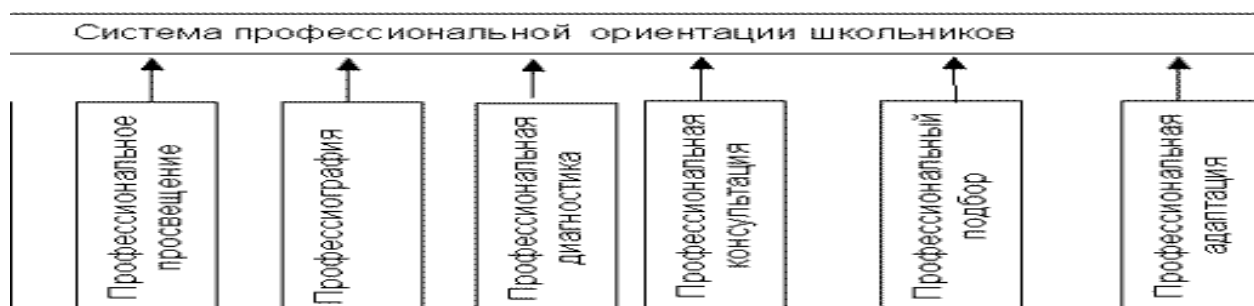 Система профессиональной ориентации школьников
Профессиональное
просвещение
Профессиография
Профессиональная
диагностика
Профессиональная
консультация
Профессиональный
подбор
Профессиональная
адаптация